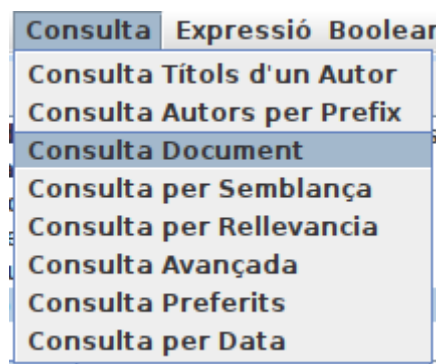 Consulta Expressió Boolear
Consulta Títols d'un Autor
Consulta Autors per Prefix
Consulta Document
Consulta per Semblança
Consulta per Rellevancia
Consulta Avançada
Consulta Preferits
Consulta per Data